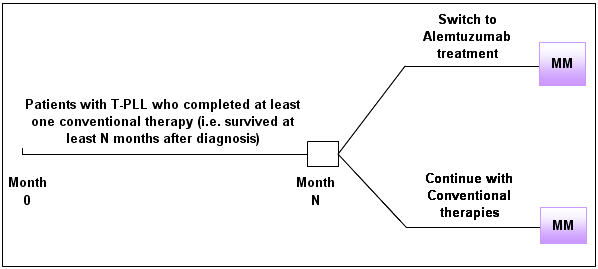 Switch to
Alemtuzumab
treatment
MM
Patients with T-PLL who completed at least
one conventional therapy (i.e. survived at
least N months after diagnosis)
Month
0
Month
N
Continue with
Conventional
therapies
MM